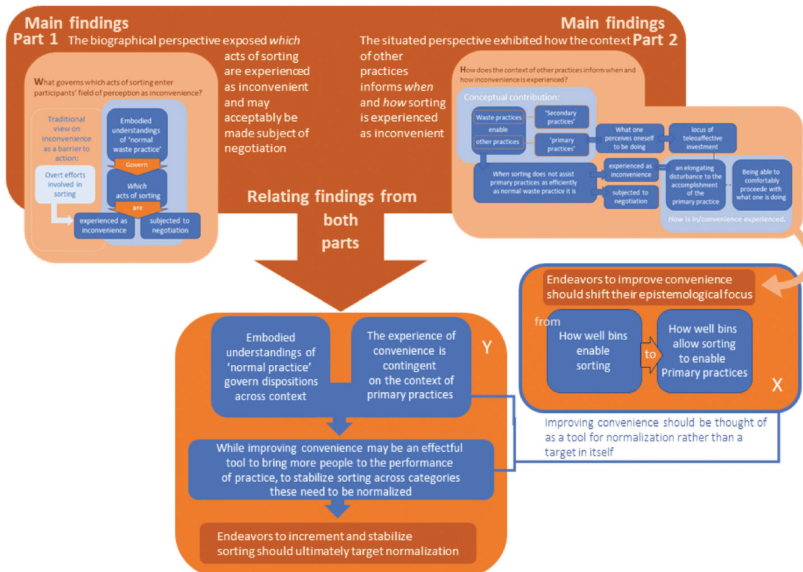 Main findings
Part 1
The biographical perspective exposed which
acts of sorting
are experienced
as inconvenient
and may
acceptably be
made subject of
negotiation
Main findings
Part 2
The situated perspective exhibited how the context
of other
practices
informs when
and how sorting
is experienced
as inconvenient
What governs which acts of sorting enter
participants' field of perception as inconvenience?
Traditional
view on
inconvenience
as a barrier to
action:
Overt efforts
involved in
sorting
Embodied
understandings
of 'normal
waste practice'
Govern
Which
acts of sorting
are
experienced as
inconvenience
subjected to
negotiation
How does the context of other practices inform when and
how inconvenience is experienced?
Conceptual contribution:
Waste practices
enable
other practices
'Secondary
practices'
'primary
practices'
What one
perceives oneself
to be doing
locus of
teleoaffective
investment
When sorting does not assist
primary practices as efficiently
as normal waste practice it is
experienced as
inconvenience
subjected to
negotiation
an elongating
disturbance to the
accomplishment
of the
primary practice
Being able to
comfortably
proceede with
what one is doing
How is in/convenience experienced.
Relating findings from
both
parts
Endeavors to improve convenience
should shift their epistemological focus
from
How well bins
enable
sorting
to
How well bins
allow sorting
to enable
Primary practices
X
Embodied
understandings of
'normal practice'
govern dispositions
across context
The experience of
convenience is
contingent
on the context of
primary practices
Y
Improving convenience should be thought of
as a tool for normalization rather than a
target in itself
While improving convenience may be an effectful
tool to bring more people to the performance
of practice, to stabilize sorting across categories
these need to be normalized
Endeavors to increment and stabilize
sorting should ultimately target normalization